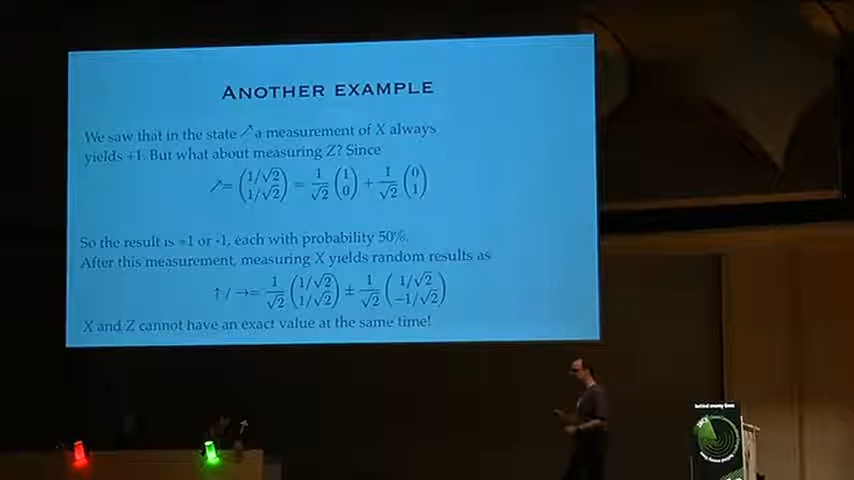 ANOTHER EXAMPLE
We saw that in the state ↗ a measurement of X always
yields +1. But what about measuring Z? Since
↗= (1/√2 1/√2) = 1/√2 (1 0) + 1/√2 (0 1)
So the result is +1 or -1, each with probability 50%.
After this measurement, measuring X yields random results as
↑ / →= 1/√2 (1/√2 1/√2) ± 1/√2 (1/√2 −1/√2)
X and Z cannot have an exact value at the same time!
behind enemy lines